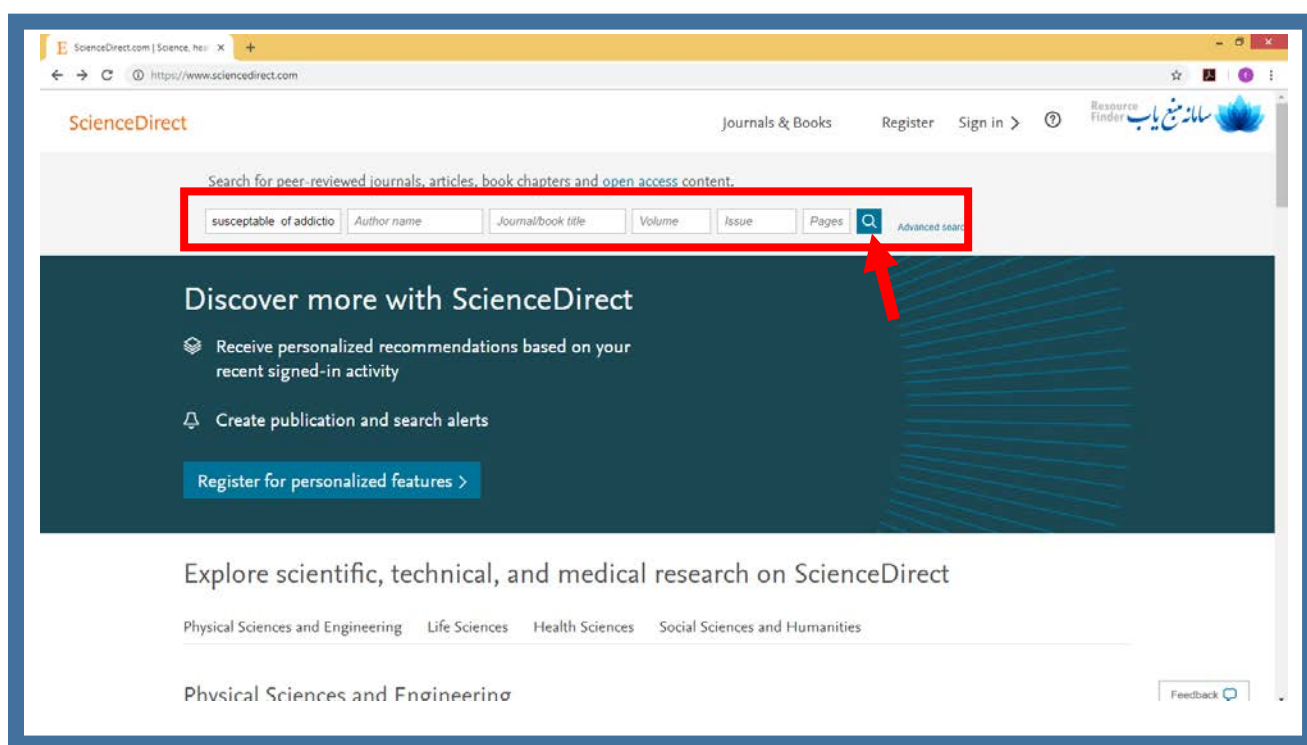 ScienceDirect.com | Science, hea
https://www.sciencedirect.com
ScienceDirect
Journals & Books Register Sign in > ?
Resource
Finder
سامانه منبع یاب
Search for peer-reviewed journals, articles, book chapters and open access content.
susceptable of addictio Author name Journal/book title Volume Issue Pages Advanced search
Discover more with ScienceDirect
Receive personalized recommendations based on your
recent signed-in activity
Create publication and search alerts
Register for personalized features >
Explore scientific, technical, and medical research on ScienceDirect
Physical Sciences and Engineering Life Sciences Health Sciences Social Sciences and Humanities
Physical Sciences and Engineering
Feedback